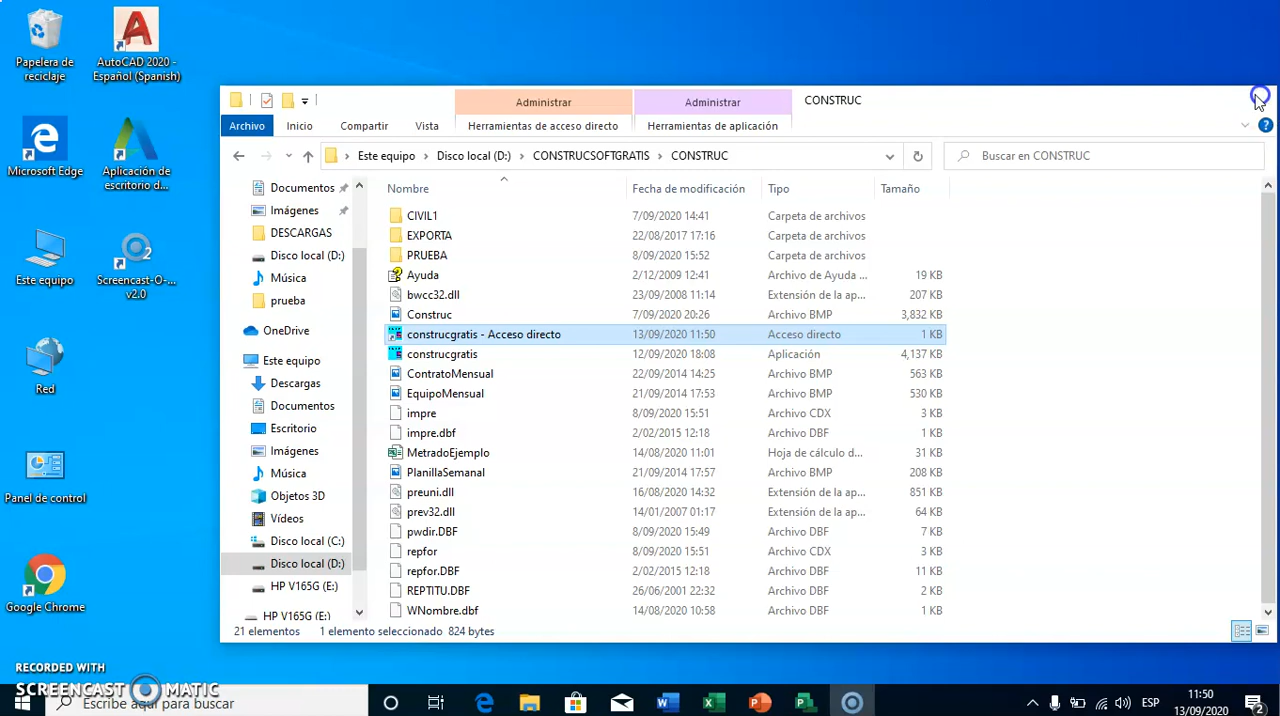 Papelera de
reciclaje
AutoCAD 2020 -
Español (Spanish)
Microsoft Edge
Aplicación de
escritorio d...
Este equipo
Screencast-O-...
v2.0
Red
Panel de control
Google Chrome
Administrar
Administrar
CONSTRUC
Archivo
Inicio
Compartir
Vista
Herramientas de acceso directo
Herramientas de aplicación
Este equipo > Disco local (D:) > CONSTRUCSOFTGRATIS > CONSTRUC
Buscar en CONSTRUC
Documentos
Imágenes
DESCARGAS
Disco local (D:)
Música
prueba
OneDrive
Este equipo
Descargas
Documentos
Escritorio
Imágenes
Música
Objetos 3D
Vídeos
Disco local (C:)
Disco local (D:)
HP V165G (E:)
HP V165G (E:)
Nombre Fecha de modificación Tipo Tamaño
CIVIL1 7/09/2020 14:41 Carpeta de archivos
EXPORTA 22/08/2017 17:16 Carpeta de archivos
PRUEBA 8/09/2020 15:52 Carpeta de archivos
Ayuda 2/12/2009 12:41 Archivo de Ayuda ... 19 KB
bwcc32.dll 23/09/2008 11:14 Extensión de la ap... 207 KB
Construc 7/09/2020 20:26 Archivo BMP 3,832 KB
construcgratis - Acceso directo 13/09/2020 11:50 Acceso directo 1 KB
construcgratis 12/09/2020 18:08 Aplicación 4,137 KB
ContratoMensual 22/09/2014 14:25 Archivo BMP 563 KB
EquipoMensual 21/09/2014 17:53 Archivo BMP 530 KB
impre 8/09/2020 15:51 Archivo CDX 3 KB
impre.dbf 2/02/2015 12:18 Archivo DBF 1 KB
MetradoEjemplo 14/08/2020 11:01 Hoja de cálculo d... 31 KB
PlanillaSemanal 21/09/2014 17:57 Archivo BMP 208 KB
preuni.dll 16/08/2020 14:32 Extensión de la ap... 851 KB
prev32.dll 14/01/2007 01:17 Extensión de la ap... 64 KB
pwdir.DBF 8/09/2020 15:49 Archivo DBF 7 KB
repfor 8/09/2020 15:51 Archivo CDX 3 KB
repfor.DBF 2/02/2015 12:18 Archivo DBF 11 KB
REPTITU.DBF 26/06/2001 22:32 Archivo DBF 2 KB
WNombre.dbf 14/08/2020 10:58 Archivo DBF 1 KB
21 elementos 1 elemento seleccionado 824 bytes
RECORDED WITH
SCREENCAST MATIC
Escribe aquí para buscar
ESP
11:50
13/09/2020
2